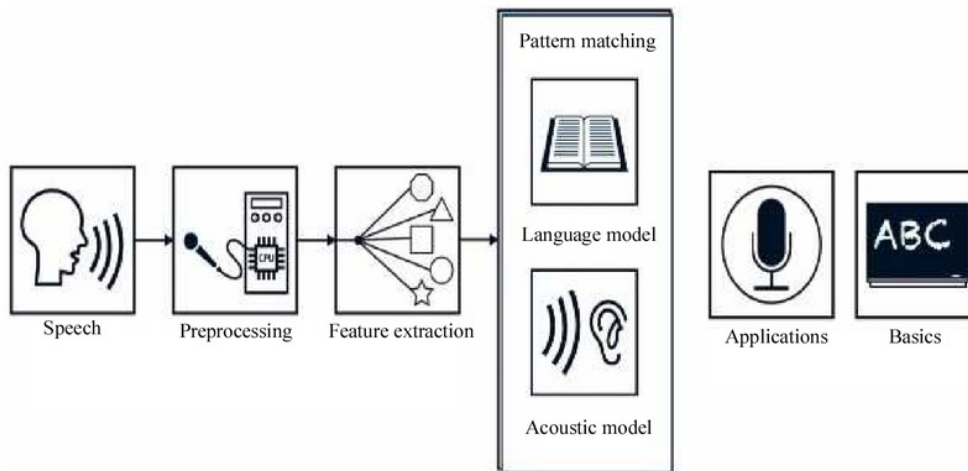 Pattern matching
Language model
Speech
Preprocessing
CPU
Feature extraction
Acoustic model
Applications
ABC
Basics